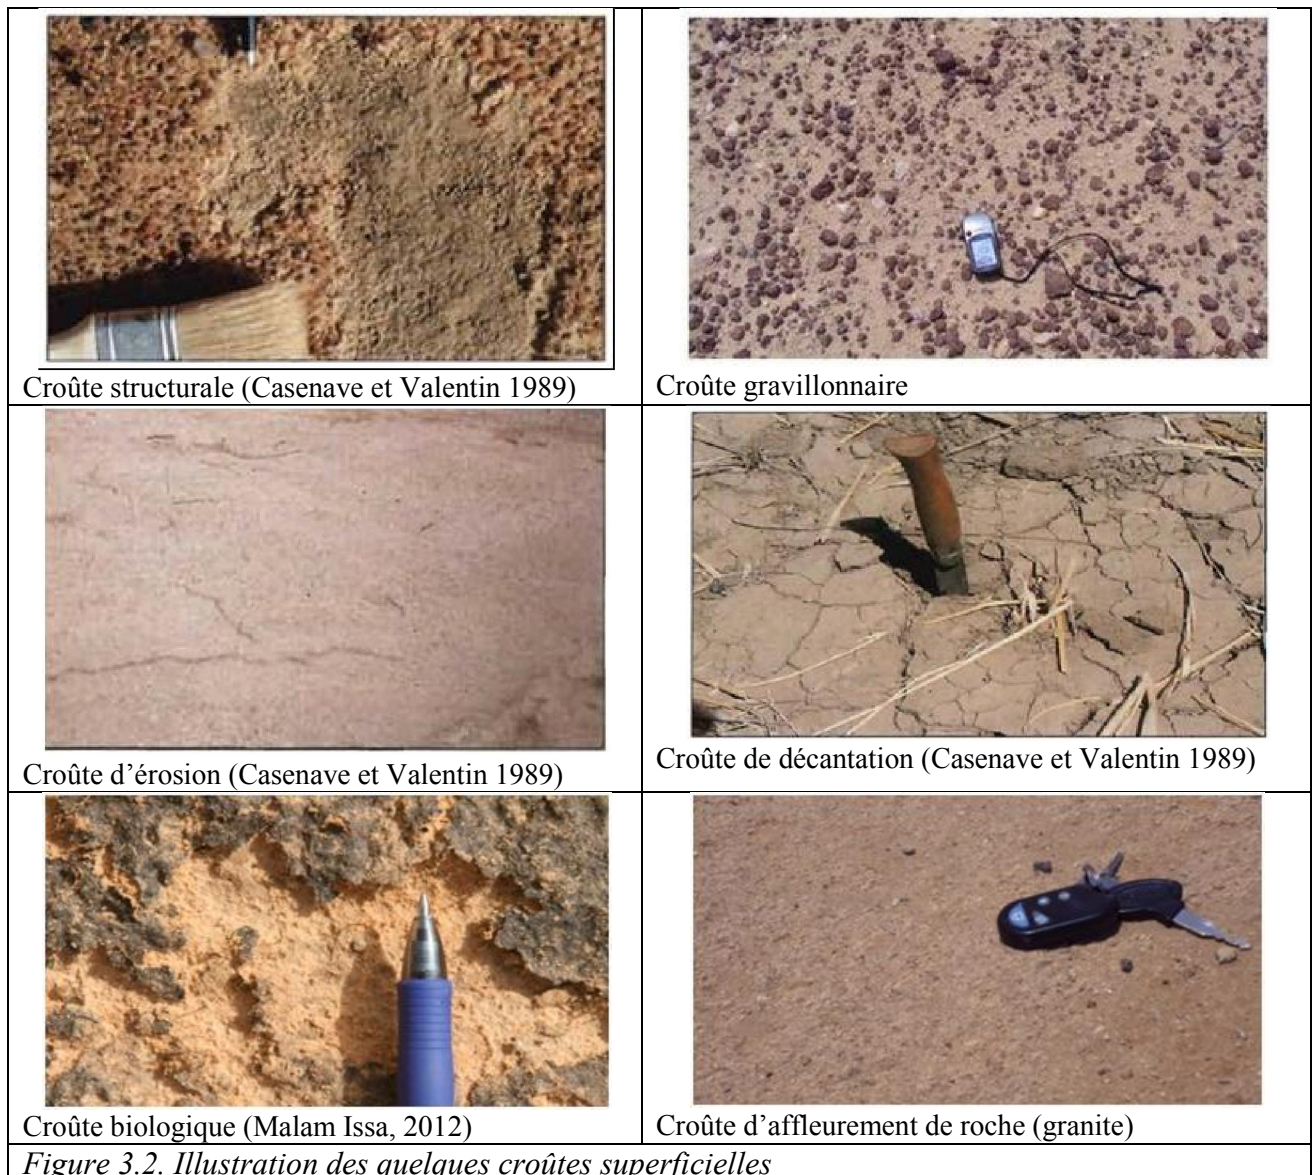 Croûte structurale (Casenave et Valentin 1989)
Croûte gravillonnaire
Croûte d’érosion (Casenave et Valentin 1989)
Croûte de décantation (Casenave et Valentin 1989)
Croûte biologique (Malam Issa, 2012)
Croûte d’affleurement de roche (granite)
Figure 3.2. Illustration des quelques croûtes superficielles